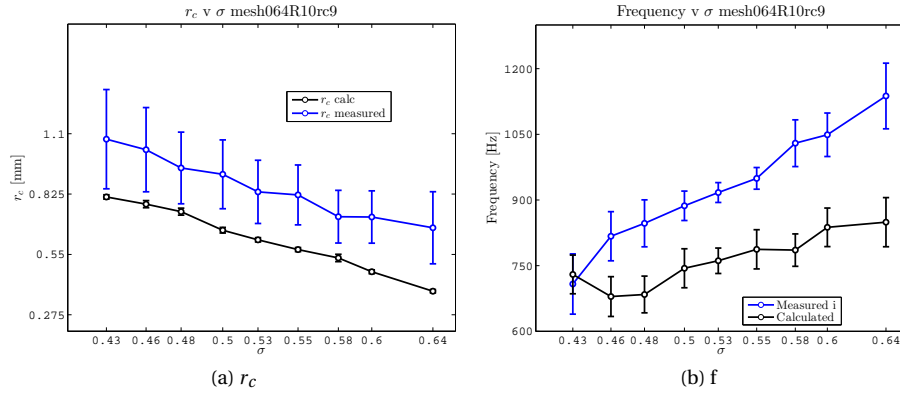 r_c v σ mesh064R10rc9
r_c calc
r_c measured
1.1
0.825
0.55
0.275
r_c [mm]
0.43 0.46 0.48 0.5 0.53 0.55 0.58 0.6 0.64
σ
(a) r_c
Frequency v σ mesh064R10rc9
1200
1050
900
750
600
Frequency [Hz]
Measured i
Calculated
0.43 0.46 0.48 0.5 0.53 0.55 0.58 0.6 0.64
σ
(b) f